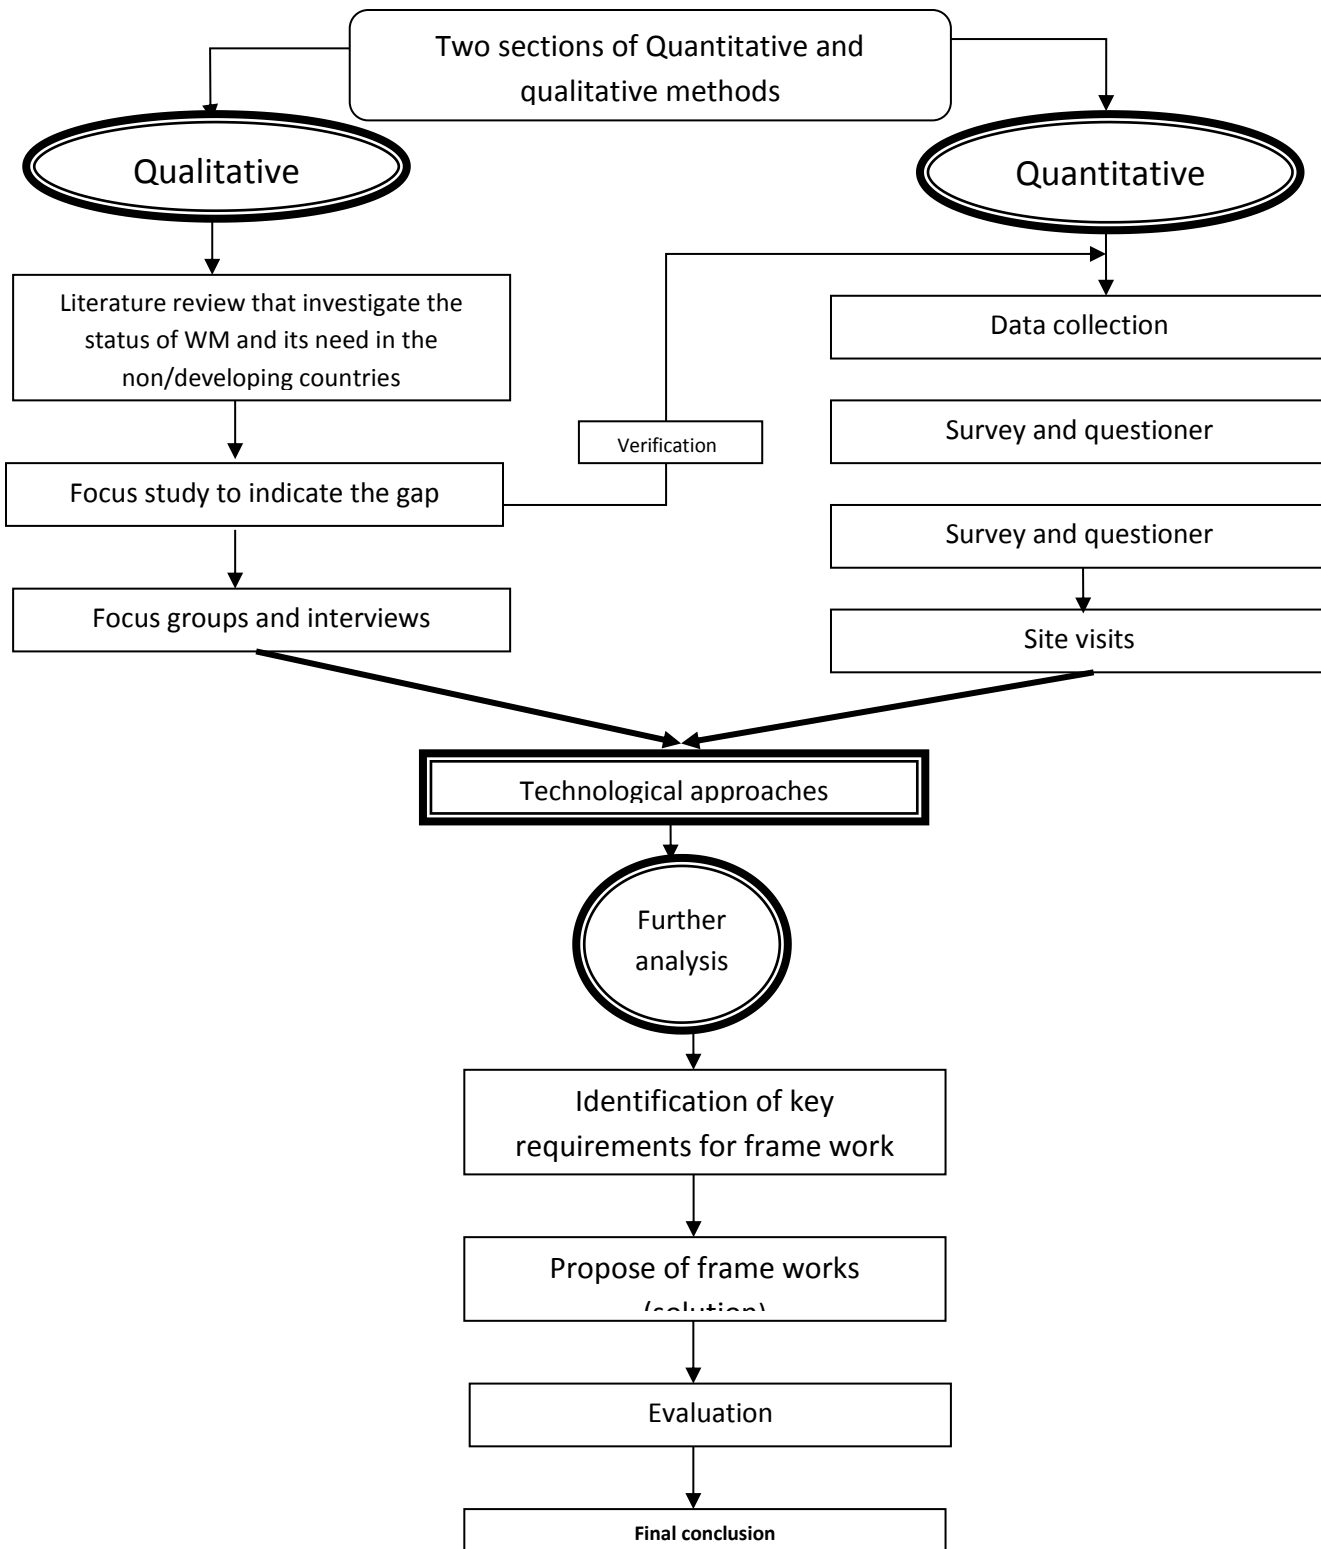 Two sections of Quantitative and
qualitative methods
Qualitative
Quantitative
Literature review that investigate the
status of WM and its need in the
non/developing countries
Data collection
Survey and questioner
Verification
Focus study to indicate the gap
Survey and questioner
Focus groups and interviews
Site visits
Technological approaches
Further
analysis
Identification of key
requirements for frame work
Propose of frame works
(solution)
Evaluation
Final conclusion